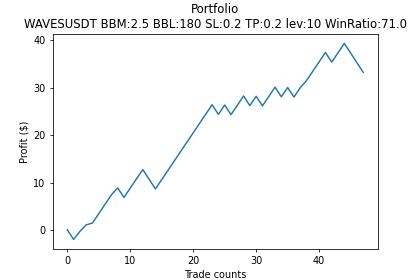 Portfolio
WAVESUSDT BBM:2.5 BBL:180 SL:0.2 TP:0.2 lev:10 WinRatio:71.0
40
30
20
10
0
Profit ($)
0 10 20 30 40
Trade counts